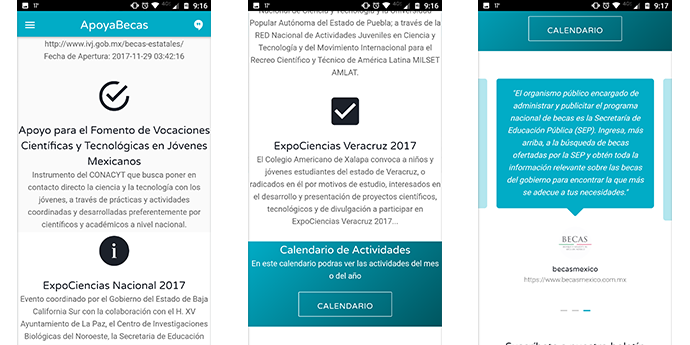 11° 9:16
ApoyaBecas
http://www.ivj.gob.mx/becas-estatales/
Fecha de Apertura: 2017-11-29 03:42:16
Apoyo para el Fomento de Vocaciones
Científicas y Tecnológicas en Jóvenes
Mexicanos
Instrumento del CONACYT que busca poner en
contacto directo la ciencia y la tecnología con los
jóvenes, a través de prácticas y actividades
coordinadas y desarrolladas preferentemente por
científicos y académicos a nivel nacional.
ExpoCiencias Nacional 2017
Evento coordinado por el Gobierno del Estado de Baja
California Sur con la colaboración con el H. XV
Ayuntamiento de La Paz, el Centro de Investigaciones
Biológicas del Noroeste, la Secretaria de Educación
11° 9:16
Nacional de Ciencia y Tecnología y la Universidad
Popular Autónoma del Estado de Puebla; a través de la
RED Nacional de Actividades Juveniles en Ciencia y
Tecnología y del Movimiento Internacional para el
Recreo Científico y Técnico de América Latina MILSET
AMLAT.
ExpoCiencias Veracruz 2017
El Colegio Americano de Xalapa convoca a niños y
jóvenes estudiantes del estado de Veracruz, o
radicados en él por motivos de estudio, interesados en
el desarrollo y presentación de proyectos científicos,
tecnológicos y de divulgación a participar en
ExpoCiencias Veracruz 2017...
Calendario de Actividades
En este calendario podras ver las actividades del mes
o del año
CALENDARIO
11° 9:17
CALENDARIO
"El organismo público encargado de
administrar y publicitar el programa
nacional de becas es la Secretaría de
Educación Pública (SEP). Ingresa, más
arriba, a la búsqueda de becas
ofertadas por la SEP y obtén toda la
información relevante sobre las becas
del gobierno para encontrar la que más
se adecue a tus necesidades."
BECAS
becasmexico
https://www.becasmexico.com.mx